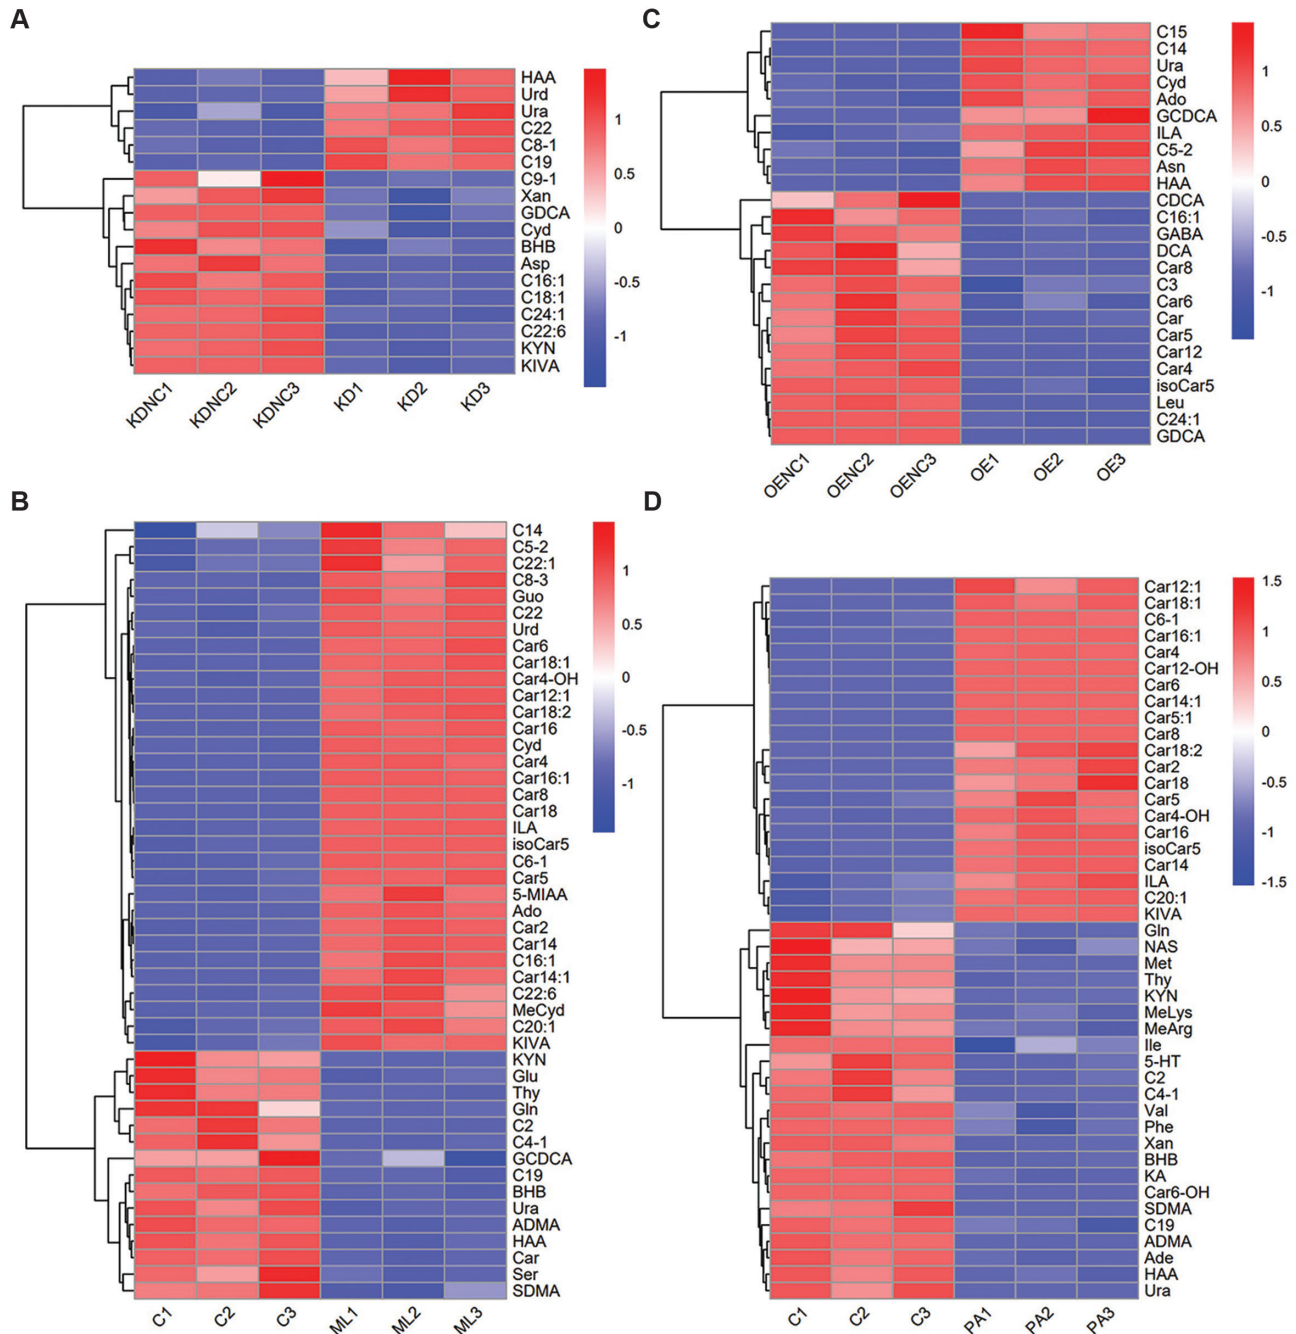 A
HAA
Urd
Ura
C22
C8-1
C19
C9-1
Xan
GDCA
Cyd
BHB
Asp
C16:1
C18:1
C24:1
C22:6
KYN
KIVA
KDNC1 KDNC2 KDNC3 KD1 KD2 KD3
1
0.5
0
-0.5
-1
C
C15
C14
Ura
Cyd
Ado
GCDCA
ILA
C5-2
Asn
HAA
CDCA
C16:1
GABA
DCA
Car8
C3
Car6
Car
Car5
Car12
Car4
isoCar5
Leu
C24:1
GDCA
OENC1 OENC2 OENC3 OE1 OE2 OE3
1
0.5
0
-0.5
-1
B
C14
C5-2
C22:1
C8-3
Guo
C22
Urd
Car6
Car18:1
Car4-OH
Car12:1
Car18:2
Car16
Cyd
Car4
Car16:1
Car8
Car18
ILA
isoCar5
C6-1
Car5
5-MIAA
Ado
Car2
Car14
C16:1
Car14:1
C22:6
MeCyd
C20:1
KIVA
KYN
Glu
Thy
Gln
C2
C4-1
GCDCA
C19
BHB
Ura
ADMA
HAA
Car
Ser
SDMA
C1 C2 C3 ML1 ML2 ML3
1
0.5
0
-0.5
-1
D
Car12:1
Car18:1
C6-1
Car16:1
Car4
Car12-OH
Car6
Car14:1
Car5:1
Car8
Car18:2
Car2
Car18
Car5
Car4-OH
Car16
isoCar5
Car14
ILA
C20:1
KIVA
Gln
NAS
Met
Thy
KYN
MeLys
MeArg
Ile
5-HT
C2
C4-1
Val
Phe
Xan
BHB
KA
Car6-OH
SDMA
C19
ADMA
Ade
HAA
Ura
C1 C2 C3 PA1 PA2 PA3
1.5
1
0.5
0
-0.5
-1
-1.5